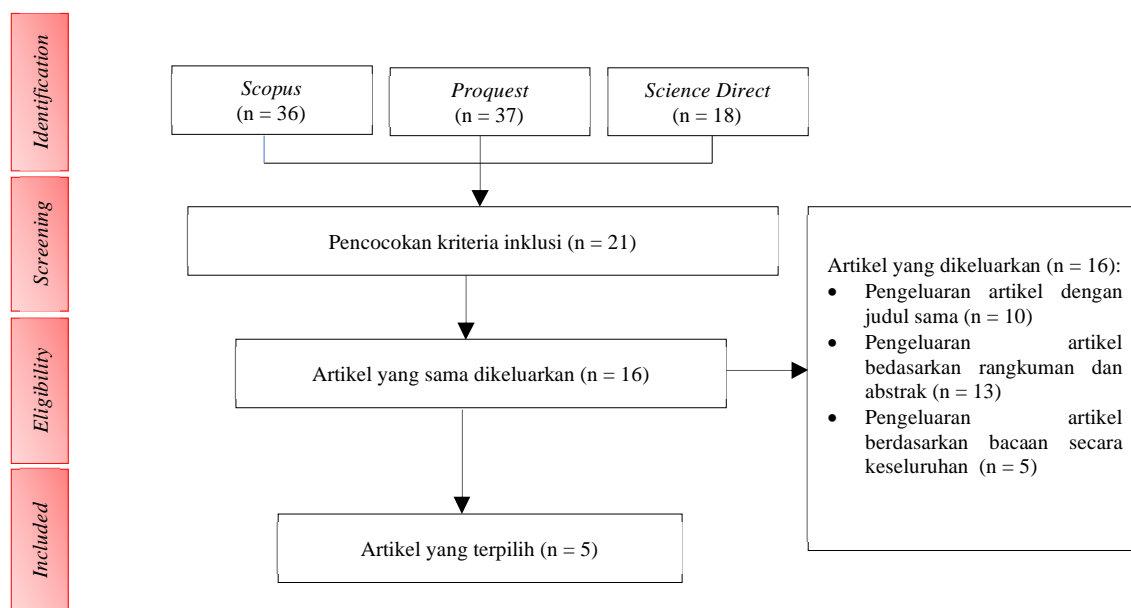 Identification
Scopus
(n = 36)
Proquest
(n = 37)
Science Direct
(n = 18)
Screening
Pencocokan kriteria inklusi (n = 21)
Eligibility
Artikel yang sama dikeluarkan (n = 16)
Artikel yang dikeluarkan (n = 16):
• Pengeluaran artikel dengan
judul sama (n = 10)
• Pengeluaran artikel
bedasarkan rangkuman dan
abstrak (n = 13)
• Pengeluaran artikel
berdasarkan bacaan secara
keseluruhan (n = 5)
Included
Artikel yang terpilih (n = 5)